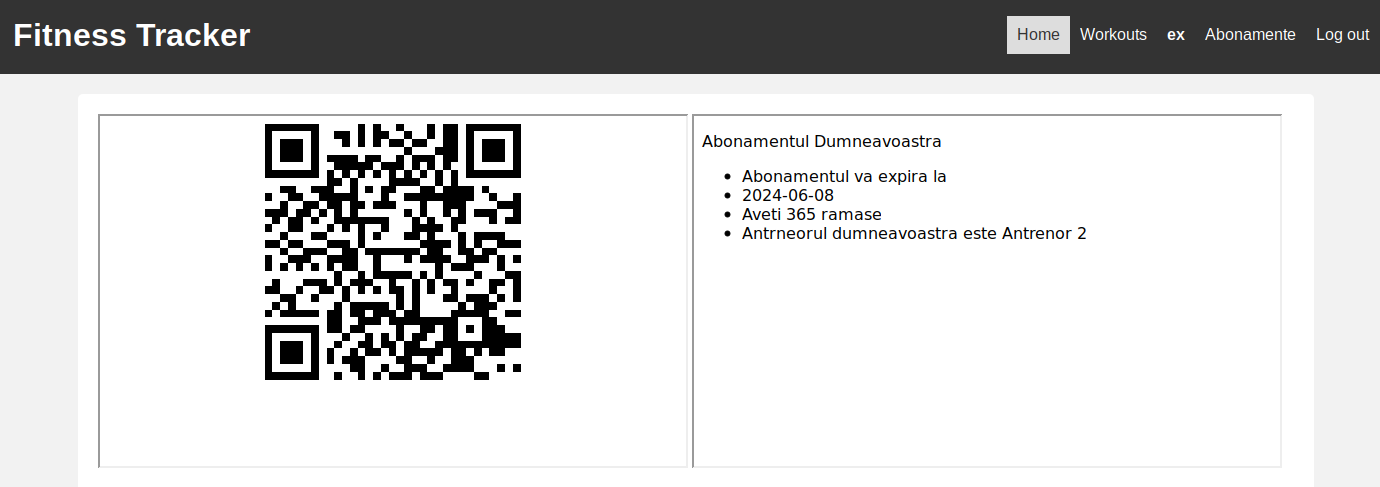 Fitness Tracker
Home Workouts ex Abonamente Log out
Abonamentul Dumneavoastra
Abonamentul va expira la
2024-06-08
Aveti 365 ramase
Antrneorul dumneavoastra este Antrenor 2